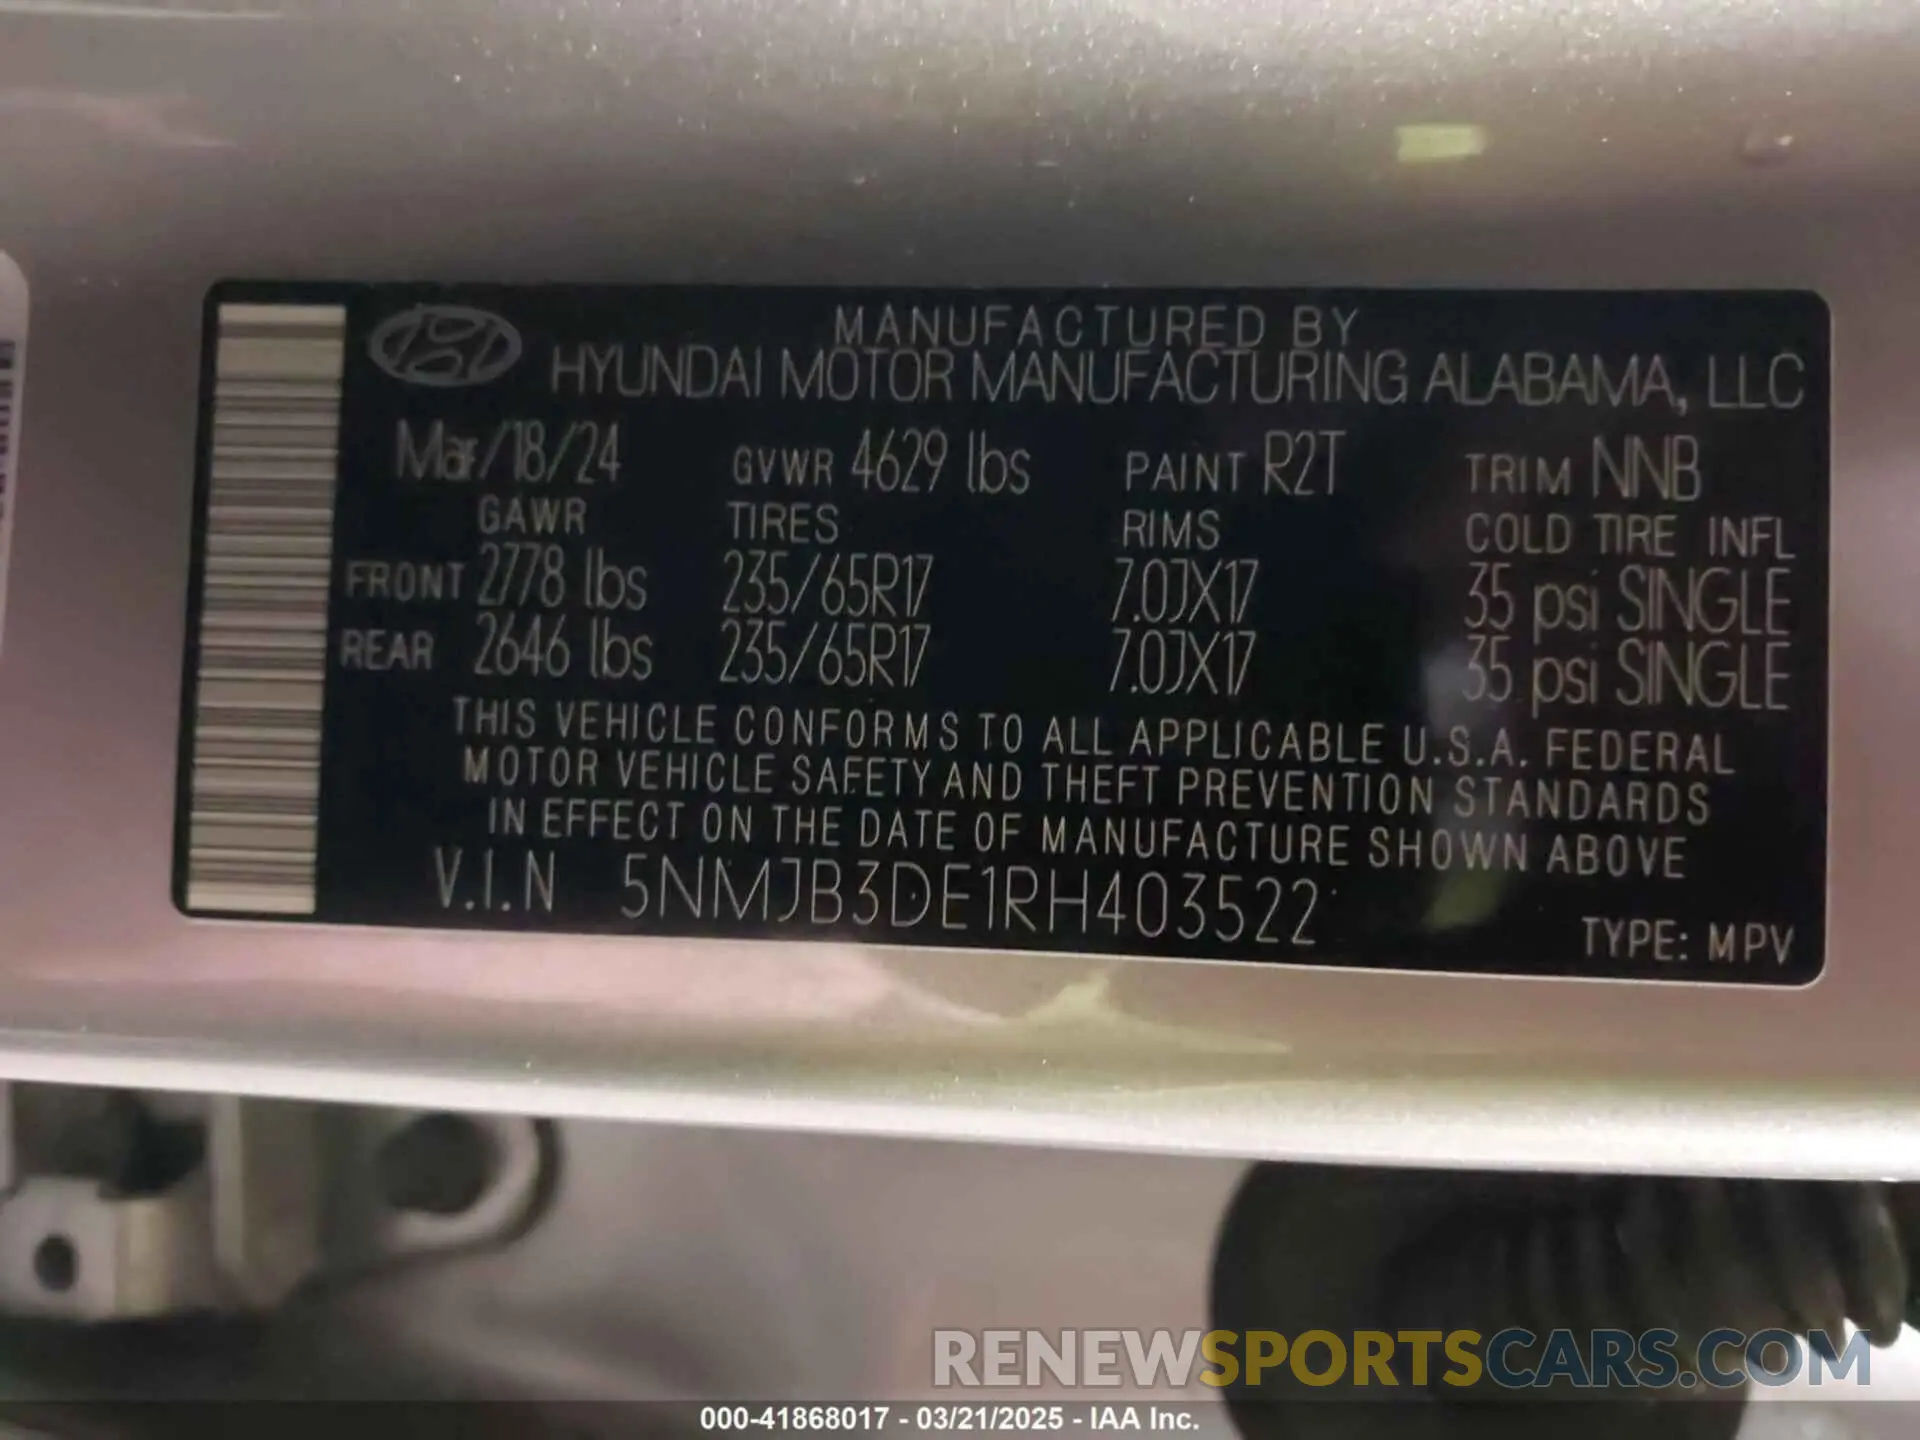 MANUFACTURED BY
HYUNDAI MOTOR MANUFACTURING ALABAMA, LLC
Mar/18/24 GVWR 4629 lbs PAINT R2T TRIM NNB
GAWR TIRES RIMS COLD TIRE INFL
FRONT 2778 lbs 235/65R17 7.0JX17 35 psi SINGLE
REAR 2646 lbs 235/65R17 7.0JX17 35 psi SINGLE
THIS VEHICLE CONFORMS TO ALL APPLICABLE U.S.A. FEDERAL
MOTOR VEHICLE SAFETY AND THEFT PREVENTION STANDARDS
IN EFFECT ON THE DATE OF MANUFACTURE SHOWN ABOVE
V.I.N 5NMJB3DE1RH403522
TYPE: MPV
RENEWSPORTSCARS.COM
000-41868017 - 03/21/2025 - IAA Inc.